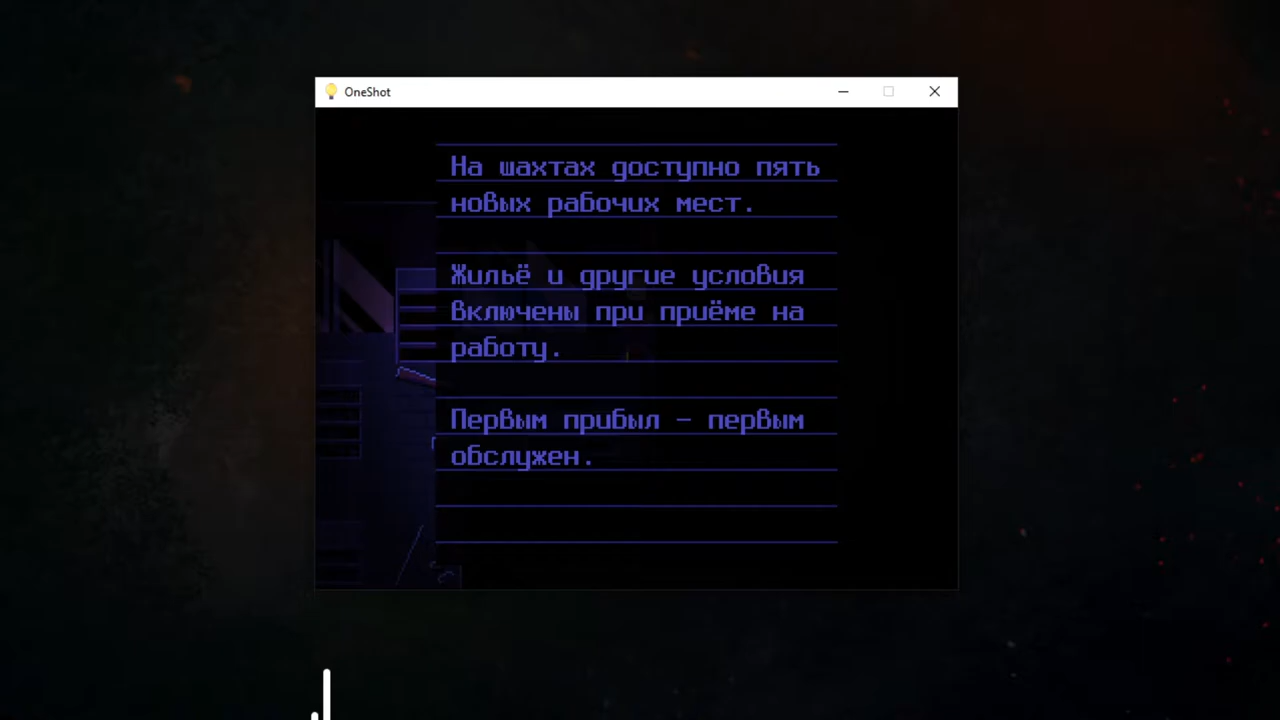 OneShot
На шахтах доступно пять
новых рабочих мест.
Жильё и другие условия
включены при приёме на
работу.
Первым прибыл – первым
обслужен.